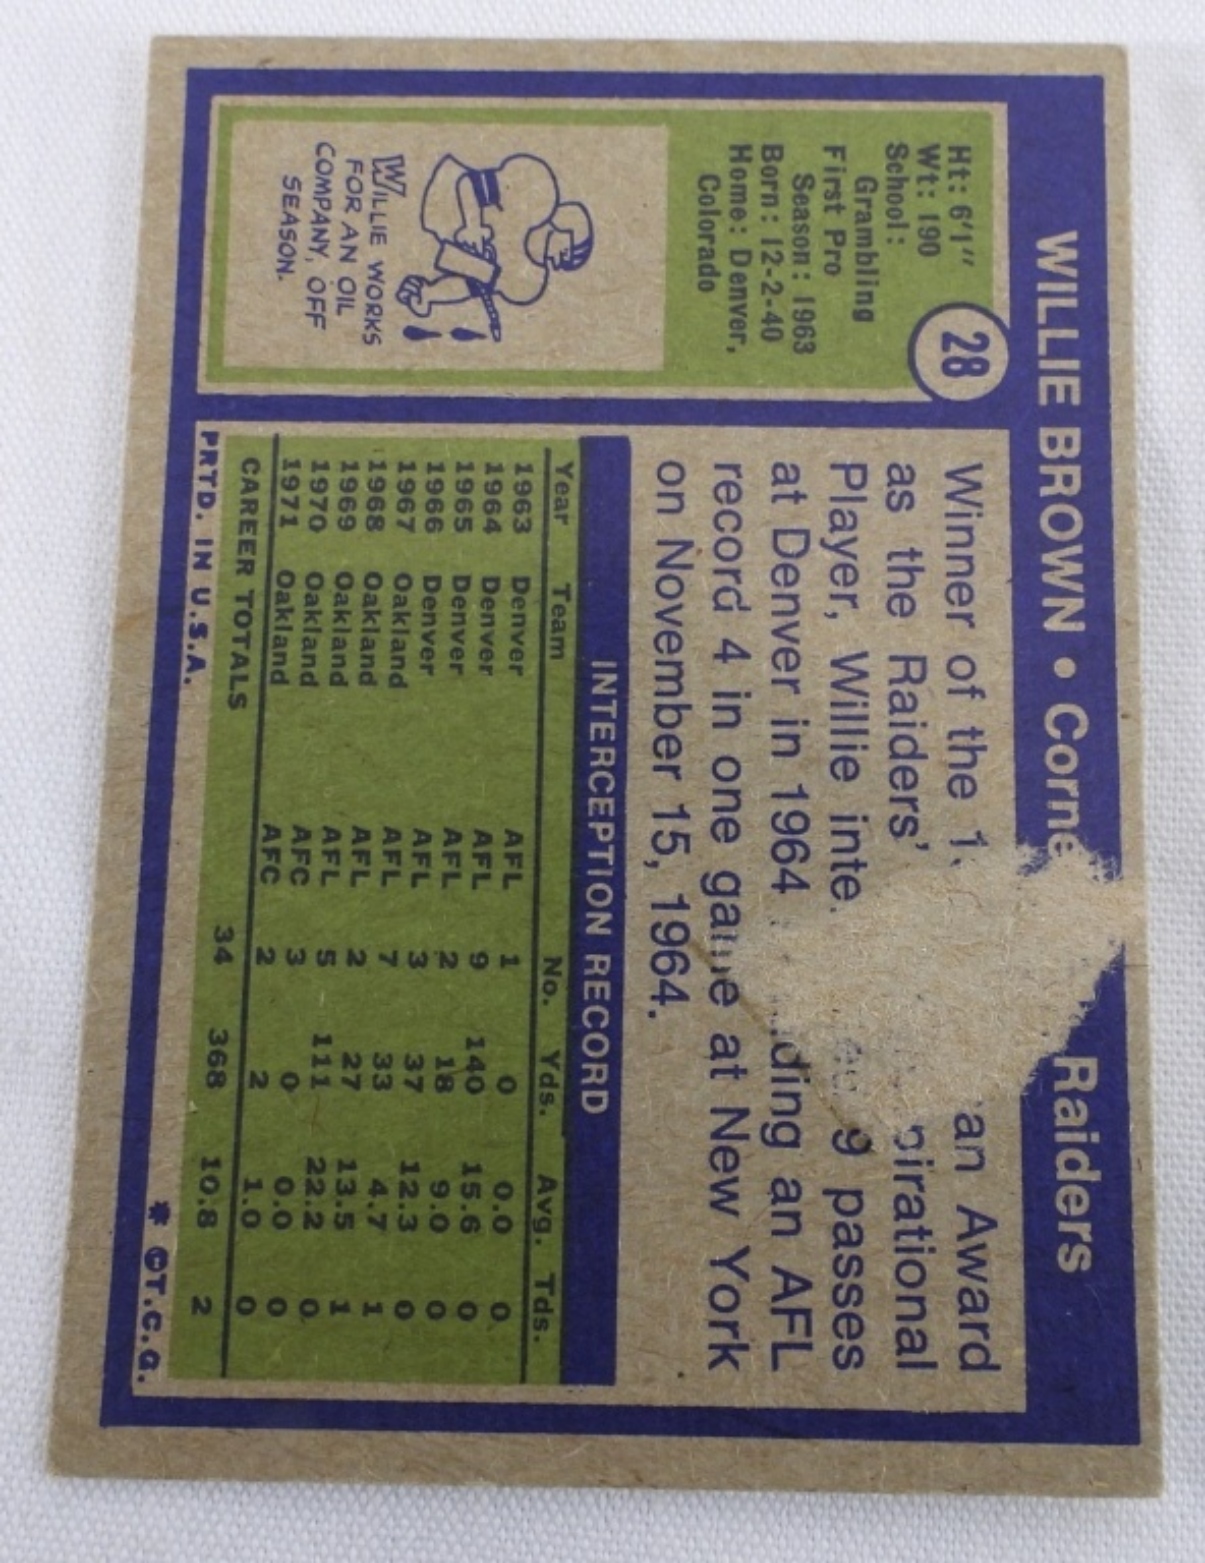 WILLIE BROWN • Corne Raiders
28
Ht: 6'1"
Wt: 190
School:
Grambling
First Pro
Season: 1963
Born: 12-2-40
Home: Denver,
Colorado
WILLIE WORKS
FOR AN OIL
COMPANY, OFF
SEASON.
Winner of the an Award
as the Raiders' pirational
Player, Willie inte 9 passes
at Denver in 1964 ding an AFL
record 4 in one game at New York
on November 15, 1964.
INTERCEPTION RECORD
Year Team No. Yds. Avg. Tds.
1963 Denver AFL 1 0 0.0 0
1964 Denver AFL 9 140 15.6 0
1965 Denver AFL 2 18 9.0 0
1966 Denver AFL 3 37 12.3 0
1967 Oakland AFL 7 33 4.7 1
1968 Oakland AFL 2 27 13.5 1
1969 Oakland AFL 5 111 22.2 0
1970 Oakland AFC 3 0 0.0 0
1971 Oakland AFC 2 2 1.0 0
CAREER TOTALS 34 368 10.8 2
PRTD. IN U.S.A. * ©T.C.G.